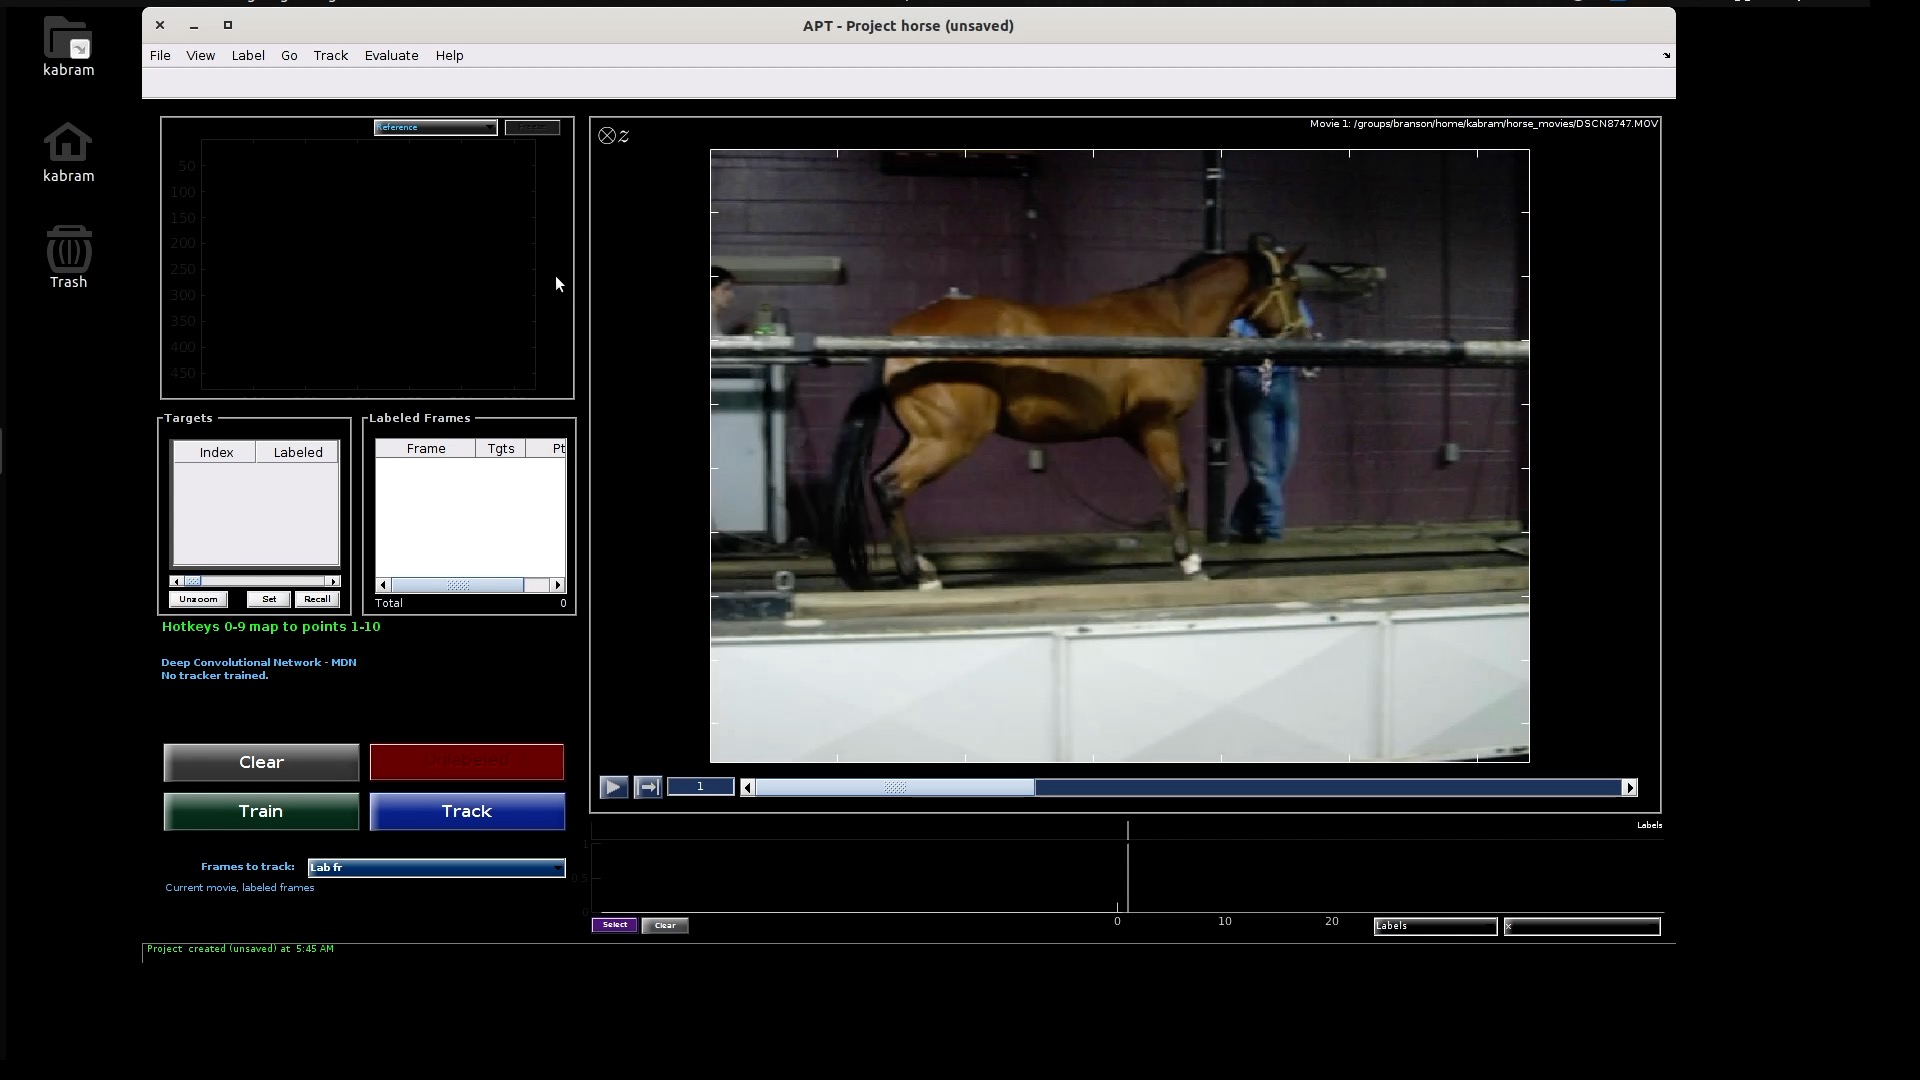 kabram
kabram
Trash
APT - Project horse (unsaved)
File View Label Go Track Evaluate Help
Reference
50
100
150
200
250
300
350
400
450
Movie 1: /groups/branson/home/kabram/horse_movies/DSCN8747.MOV
z
Targets
Index Labeled
Unzoom Set Recall
Labeled Frames
Frame Tgts Pt
Total 0
Hotkeys 0-9 map to points 1-10
Deep Convolutional Network - MDN
No tracker trained.
Clear
Train Track
Frames to track: Lab fr
Current movie, labeled frames
1
Labels
1
0.5
0
0 10 20
Select Clear
Labels x
Project created (unsaved) at 5:45 AM